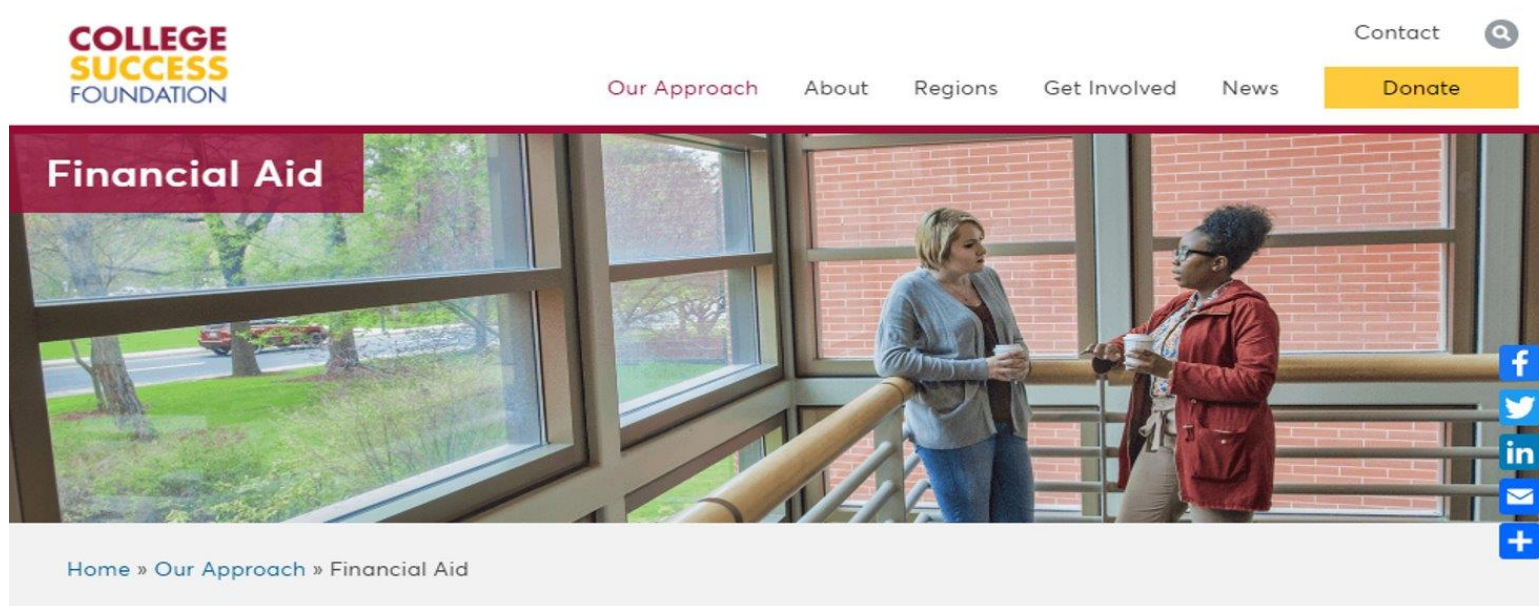 COLLEGE
SUCCESS
FOUNDATION
Contact
Our Approach About Regions Get Involved News Donate
Financial Aid
f
in
Home » Our Approach » Financial Aid